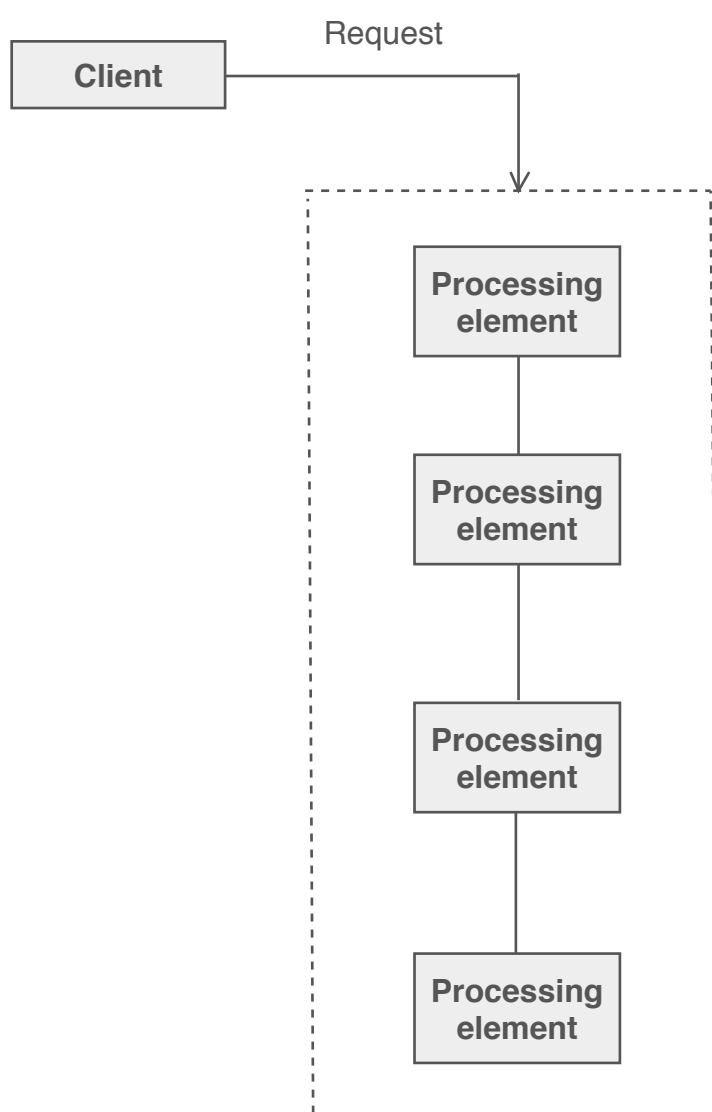 Request
Client
Processing
element
Processing
element
Processing
element
Processing
element